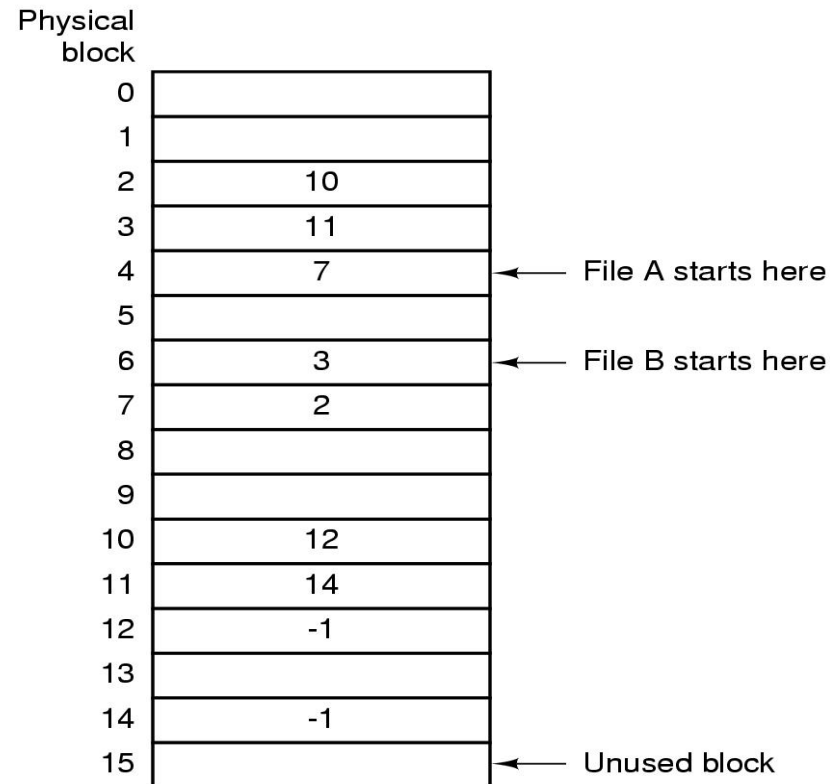 Physical
block
0
1
2 10
3 11
4 7 File A starts here
5
6 3 File B starts here
7 2
8
9
10 12
11 14
12 -1
13
14 -1
15 Unused block